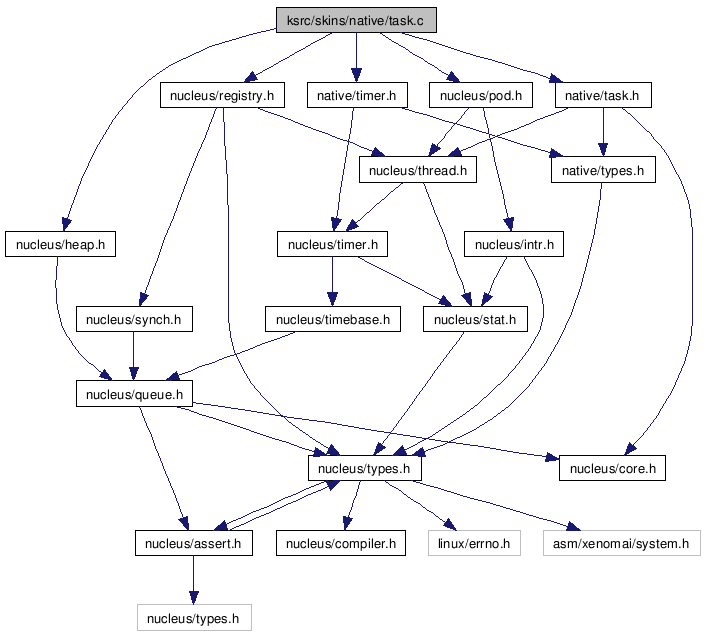 ksrc/skins/native/task.c
nucleus/registry.h
native/timer.h
nucleus/pod.h
native/task.h
nucleus/thread.h
native/types.h
nucleus/heap.h
nucleus/timer.h
nucleus/intr.h
nucleus/synch.h
nucleus/timebase.h
nucleus/stat.h
nucleus/queue.h
nucleus/types.h
nucleus/core.h
nucleus/assert.h
nucleus/compiler.h
linux/errno.h
asm/xenomai/system.h
nucleus/types.h